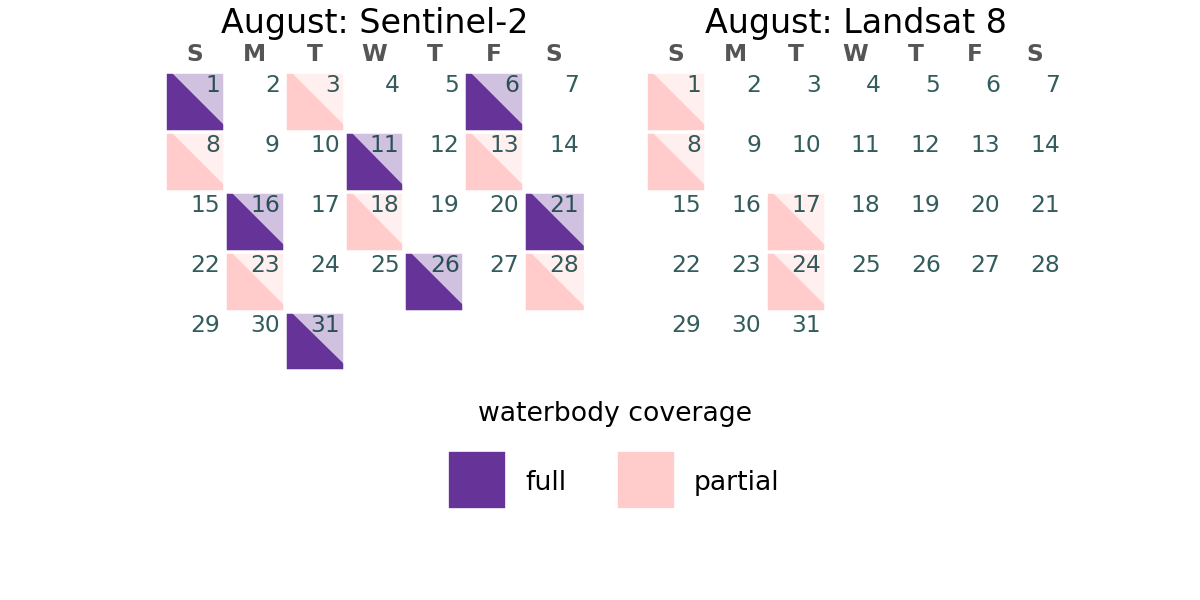 August: Sentinel-2
S M T W T F S
1 2 3 4 5 6 7
8 9 10 11 12 13 14
15 16 17 18 19 20 21
22 23 24 25 26 27 28
29 30 31
August: Landsat 8
S M T W T F S
1 2 3 4 5 6 7
8 9 10 11 12 13 14
15 16 17 18 19 20 21
22 23 24 25 26 27 28
29 30 31
waterbody coverage
full
partial